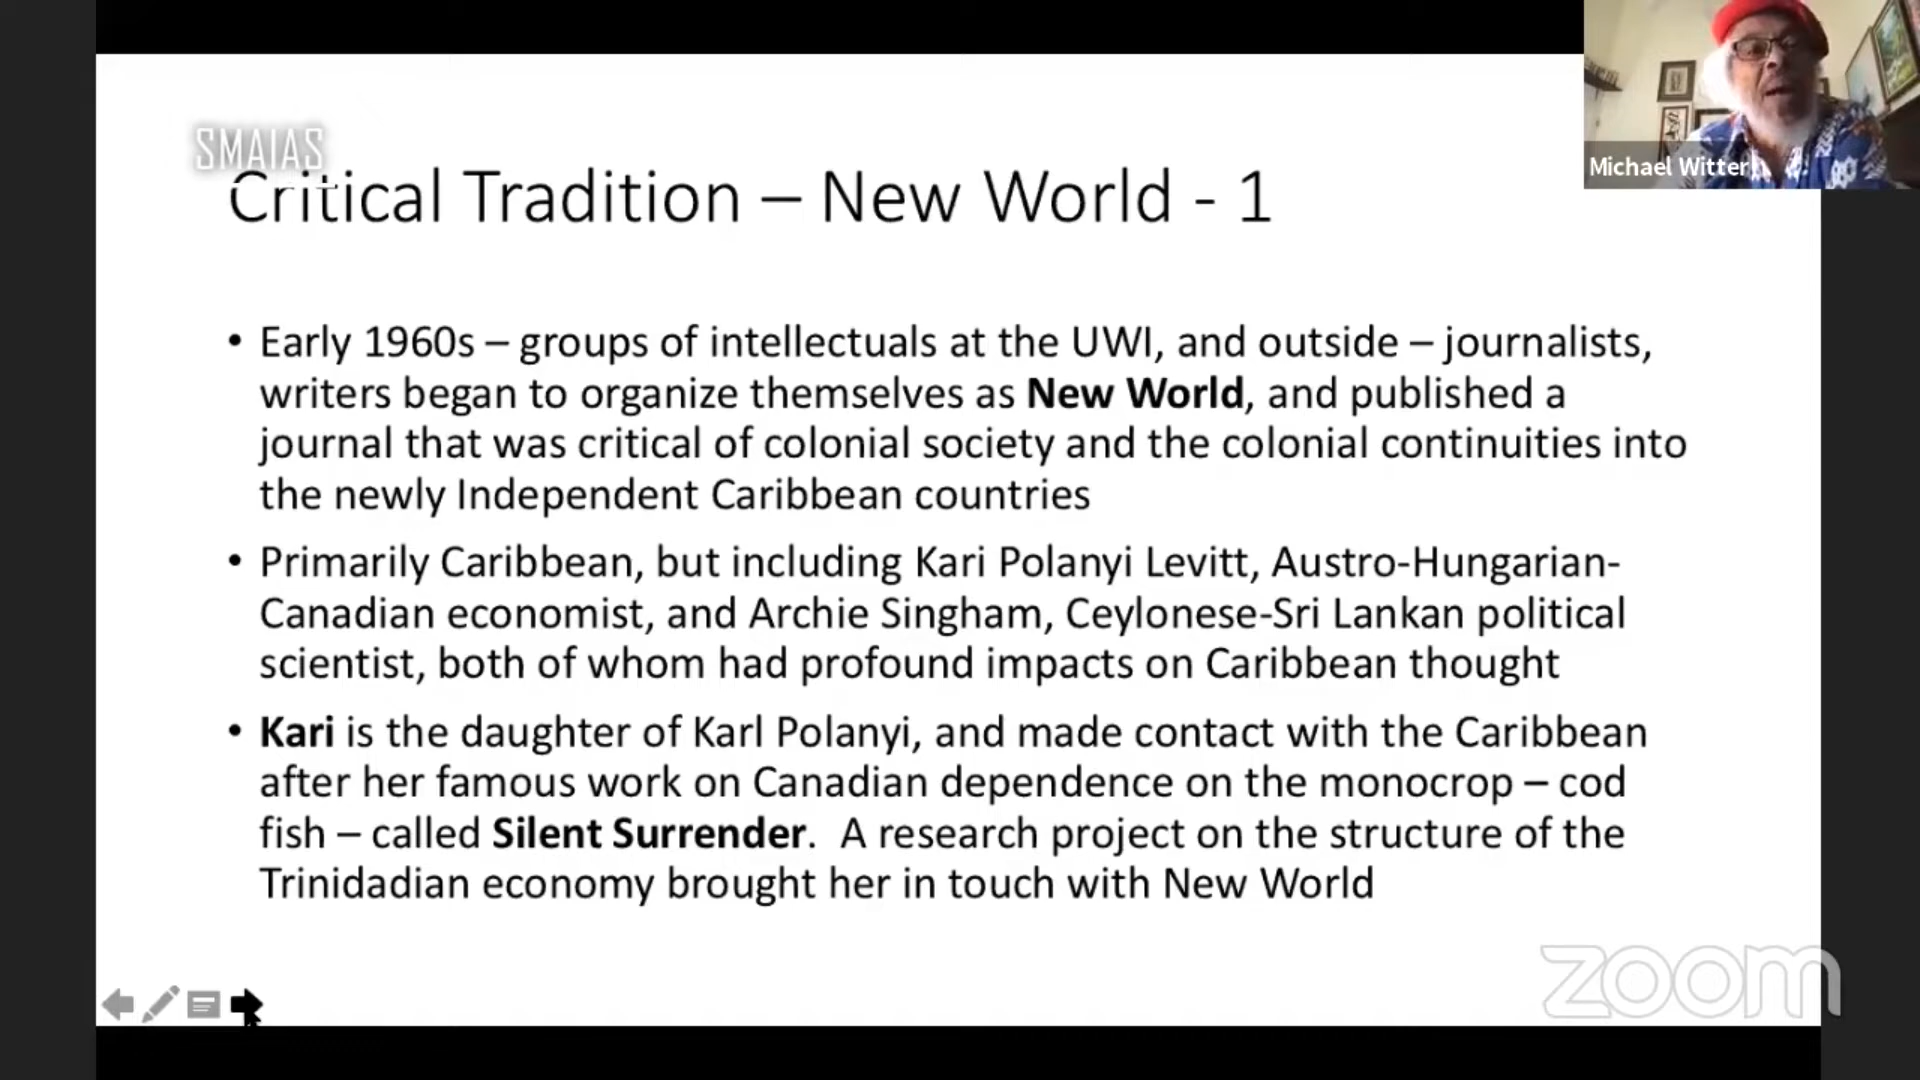 SMAIAS
Michael Witter
Critical Tradition – New World - 1
• Early 1960s – groups of intellectuals at the UWI, and outside – journalists,
writers began to organize themselves as New World, and published a
journal that was critical of colonial society and the colonial continuities into
the newly Independent Caribbean countries
• Primarily Caribbean, but including Kari Polanyi Levitt, Austro-Hungarian-
Canadian economist, and Archie Singham, Ceylonese-Sri Lankan political
scientist, both of whom had profound impacts on Caribbean thought
• Kari is the daughter of Karl Polanyi, and made contact with the Caribbean
after her famous work on Canadian dependence on the monocrop – cod
fish – called Silent Surrender. A research project on the structure of the
Trinidadian economy brought her in touch with New World
zoom